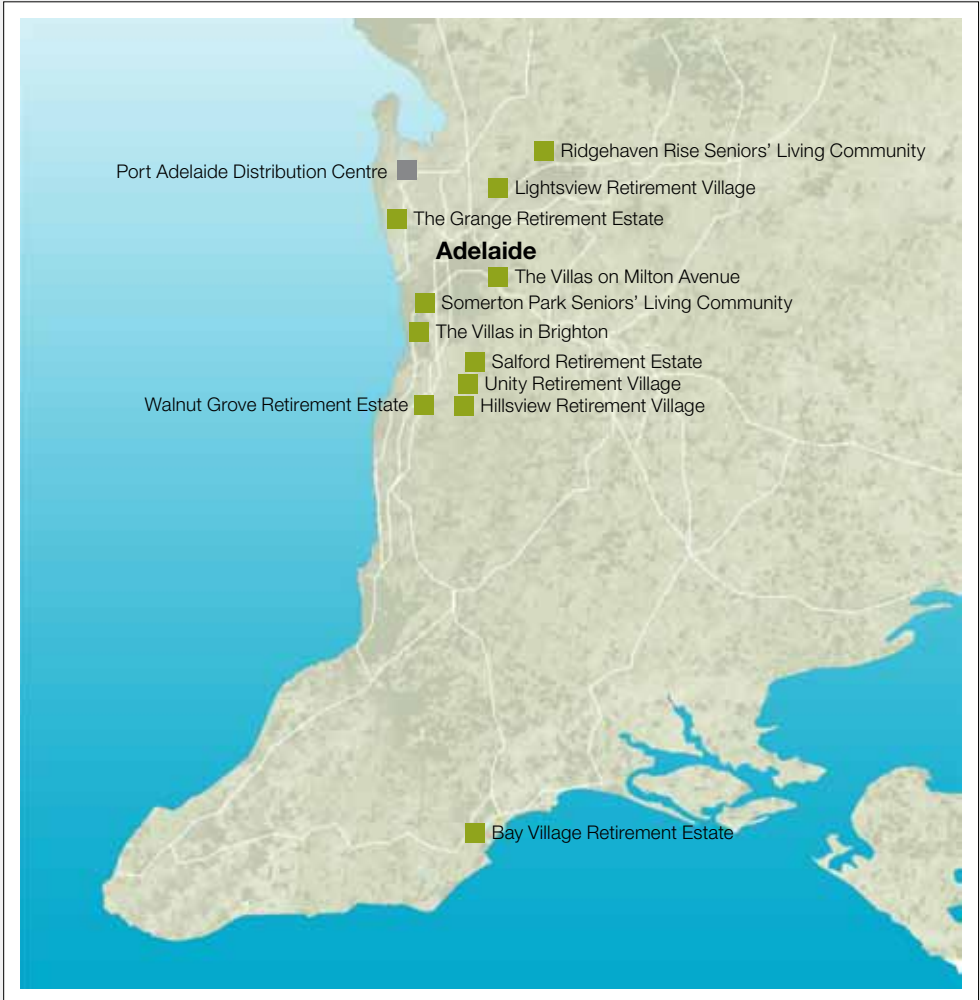 Ridgehaven Rise Seniors’ Living Community
Port Adelaide Distribution Centre
Lightsview Retirement Village
The Grange Retirement Estate
Adelaide
The Villas on Milton Avenue
Somerton Park Seniors’ Living Community
The Villas in Brighton
Salford Retirement Estate
Unity Retirement Village
Walnut Grove Retirement Estate
Hillsview Retirement Village
Bay Village Retirement Estate